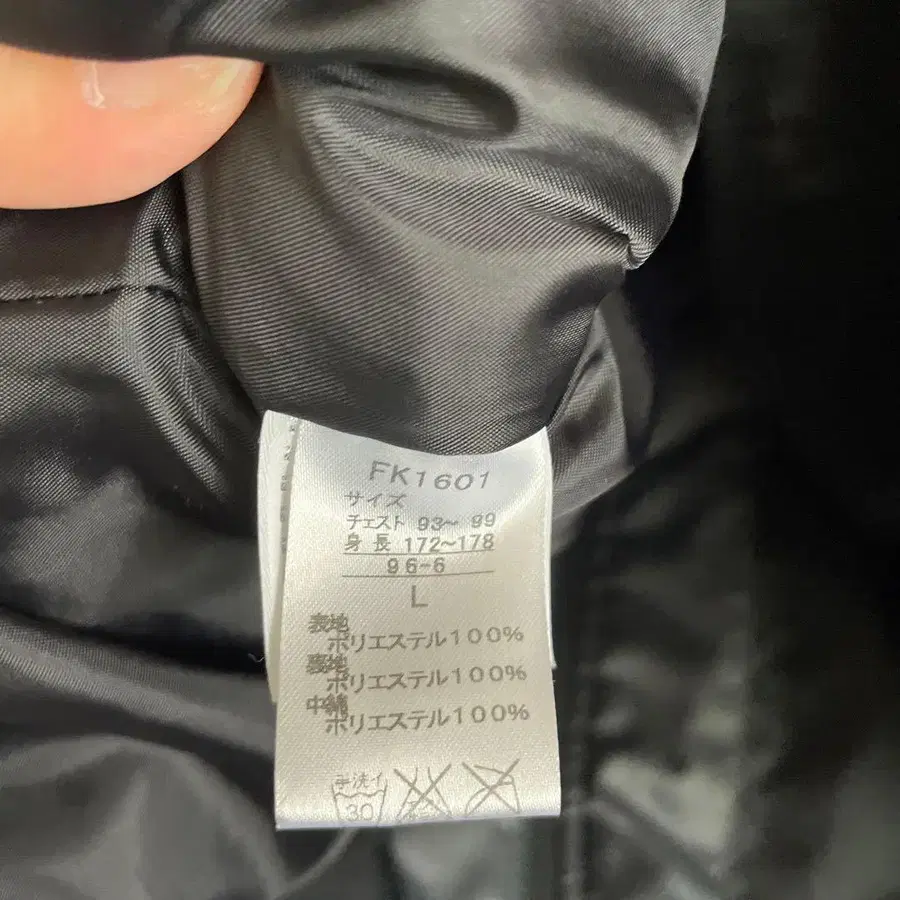 FK1601
サイズ
チェスト 93～ 99
身 長 172～178
96-6
L
表地
ポリエステル100%
裏地
ポリエステル100%
中綿
ポリエステル100%
手洗イ
30